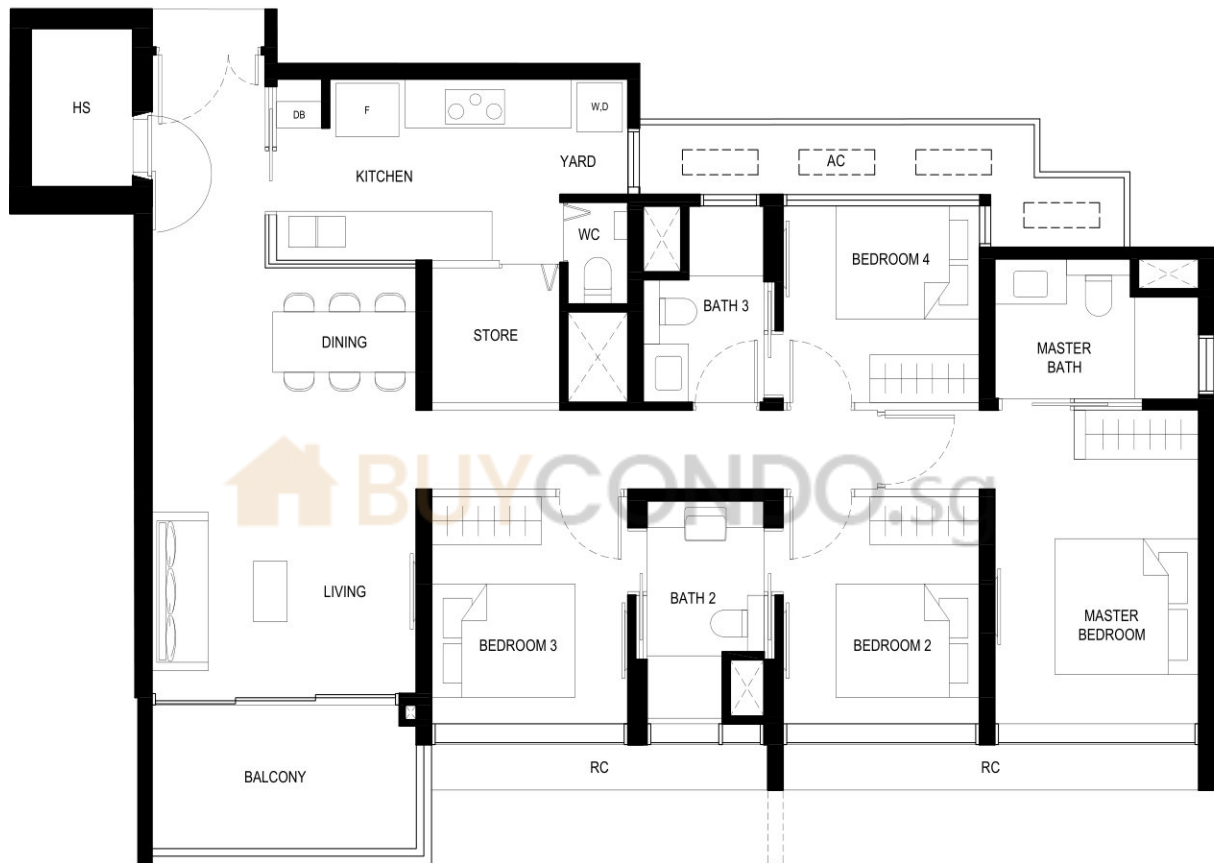 HS
DB
F
W,D
KITCHEN
YARD
AC
WC
BEDROOM 4
BATH 3
DINING
STORE
MASTER
BATH
BUYCONDO.sg
LIVING
BEDROOM 3
BATH 2
BEDROOM 2
MASTER
BEDROOM
BALCONY
RC
RC